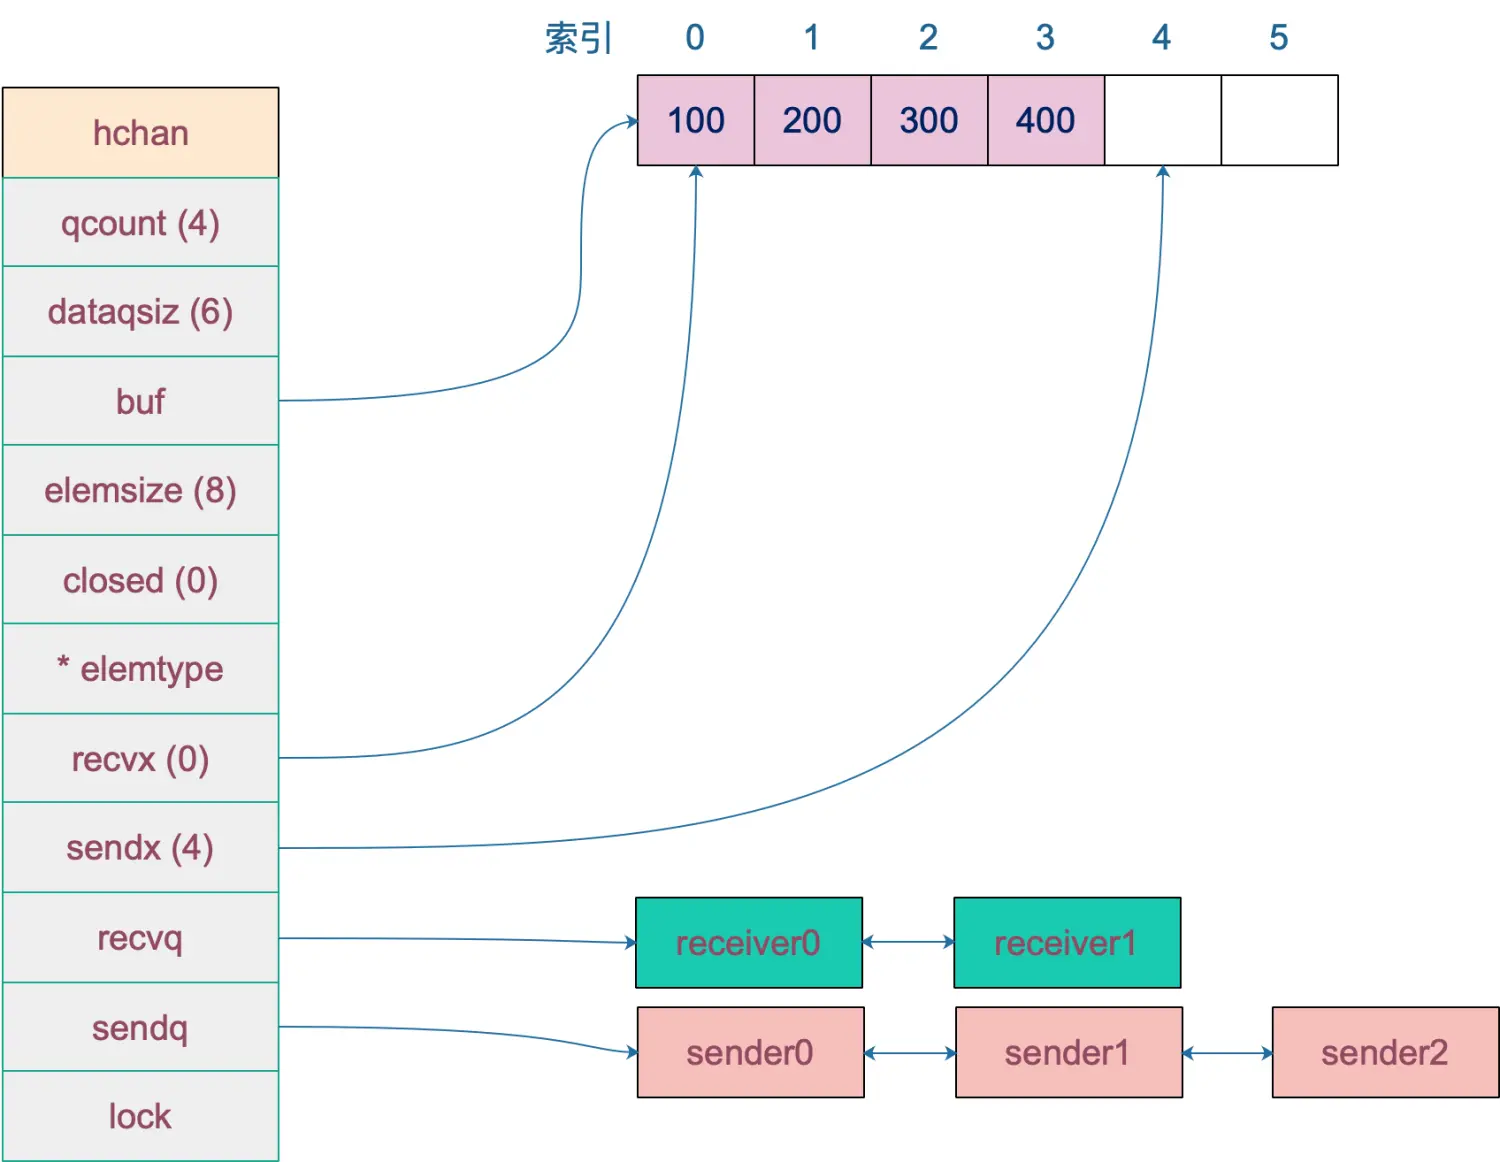 索引 0 1 2 3 4 5
100 200 300 400
hchan
qcount (4)
dataqsiz (6)
buf
elemsize (8)
closed (0)
* elemtype
recvx (0)
sendx (4)
recvq
receiver0 receiver1
sendq
sender0 sender1 sender2
lock